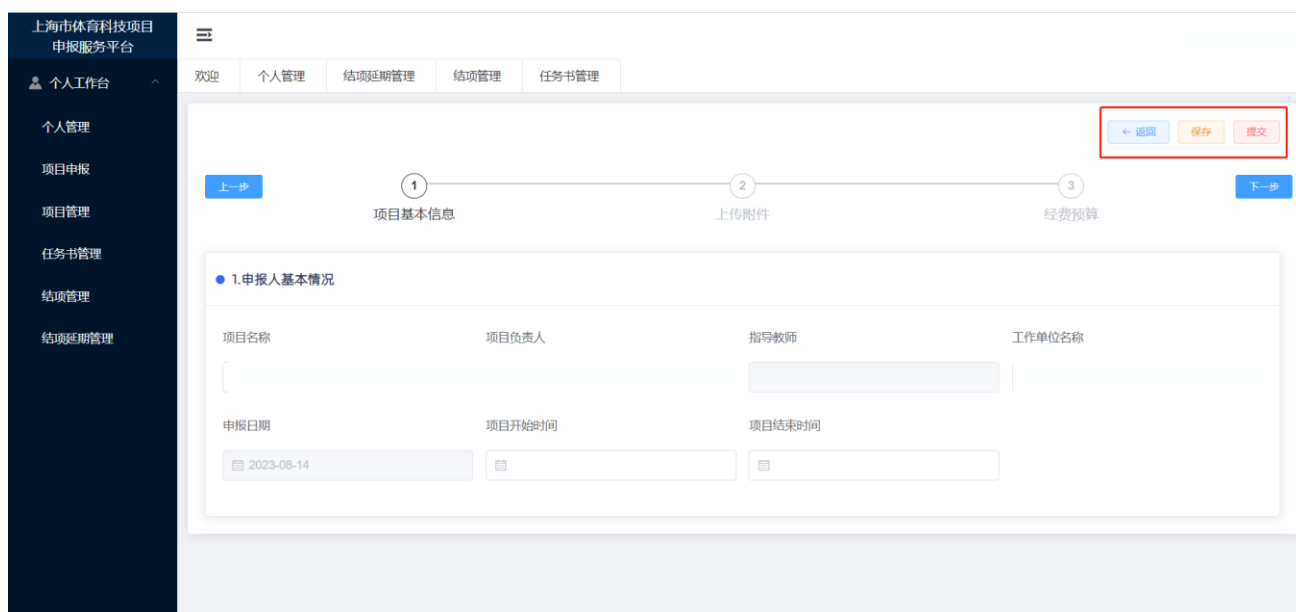 上海市体育科技项目
申报服务平台
个人工作台
个人管理
项目申报
项目管理
任务书管理
结项管理
结项延期管理
欢迎 个人管理 结项延期管理 结项管理 任务书管理
← 返回 保存 提交
上一步 1 2 3 下一步
项目基本信息 上传附件 经费预算
1.申报人基本情况
项目名称 项目负责人 指导教师 工作单位名称
申报日期 项目开始时间 项目结束时间
2023-08-14